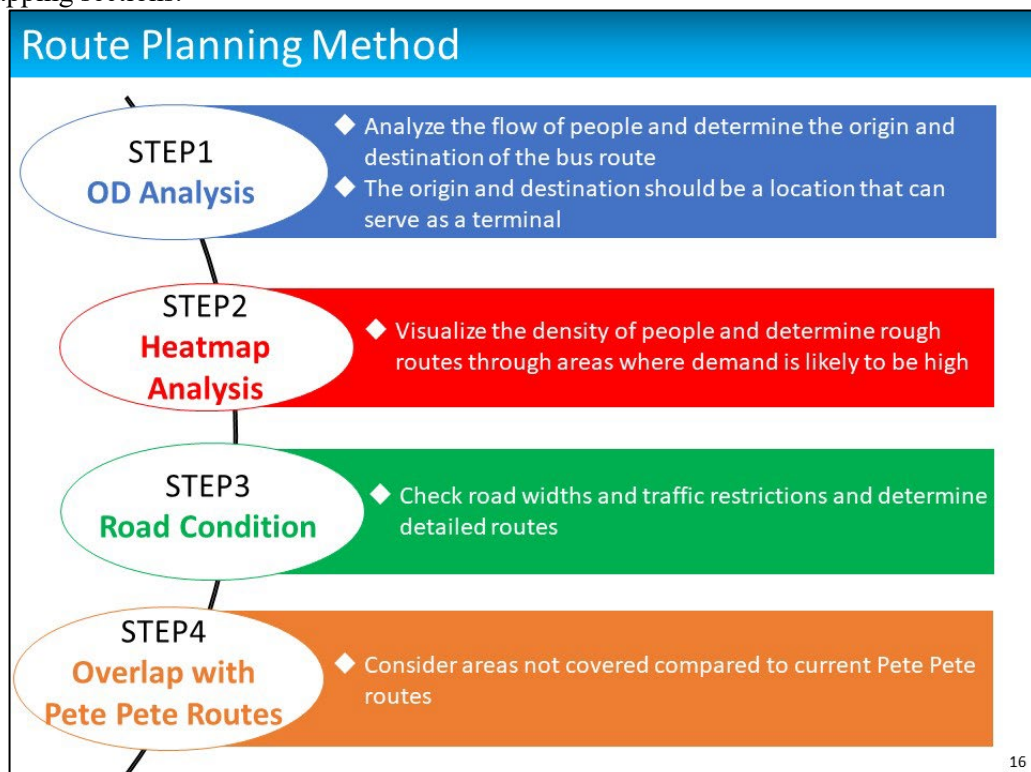 Route Planning Method
STEP1
OD Analysis
◆ Analyze the flow of people and determine the origin and
destination of the bus route
◆ The origin and destination should be a location that can
serve as a terminal
STEP2
Heatmap
Analysis
◆ Visualize the density of people and determine rough
routes through areas where demand is likely to be high
STEP3
Road Condition
◆ Check road widths and traffic restrictions and determine
detailed routes
STEP4
Overlap with
Pete Pete Routes
◆ Consider areas not covered compared to current Pete Pete
routes
16